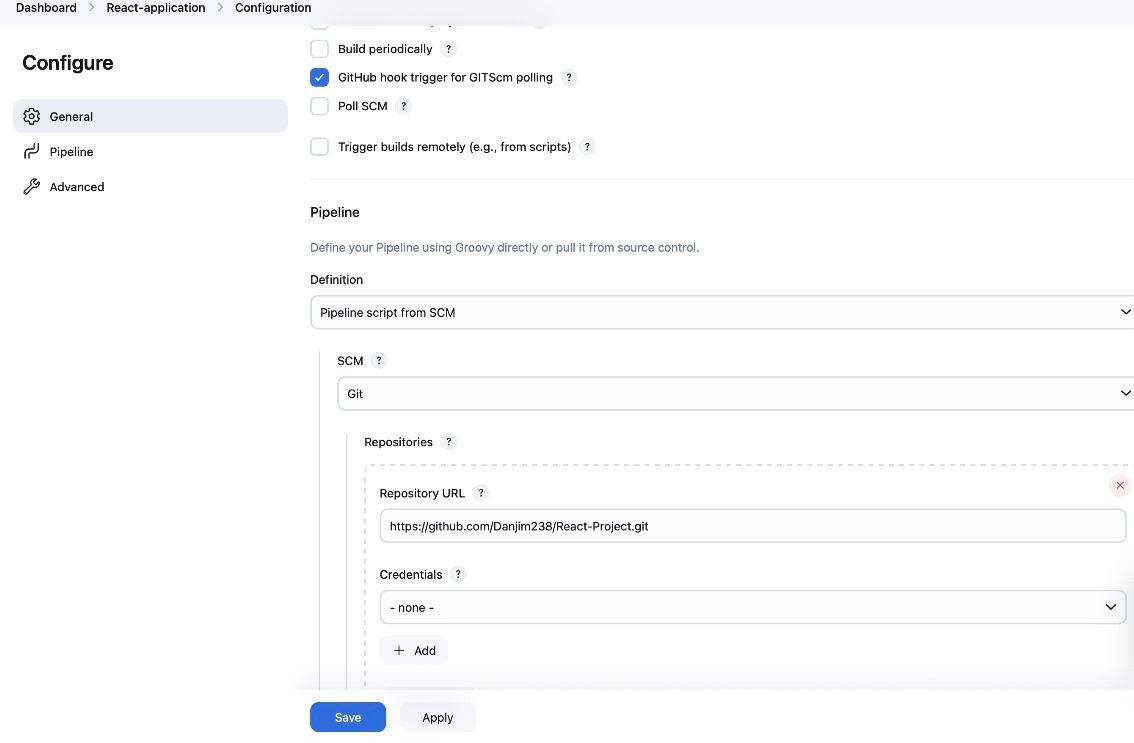 Dashboard > React-application > Configuration
Configure
General
Pipeline
Advanced
Build periodically ?
GitHub hook trigger for GITScm polling ?
Poll SCM ?
Trigger builds remotely (e.g., from scripts) ?
Pipeline
Define your Pipeline using Groovy directly or pull it from source control.
Definition
Pipeline script from SCM
SCM ?
Git
Repositories ?
Repository URL ?
https://github.com/Danjim238/React-Project.git
Credentials ?
- none -
+ Add
Save
Apply